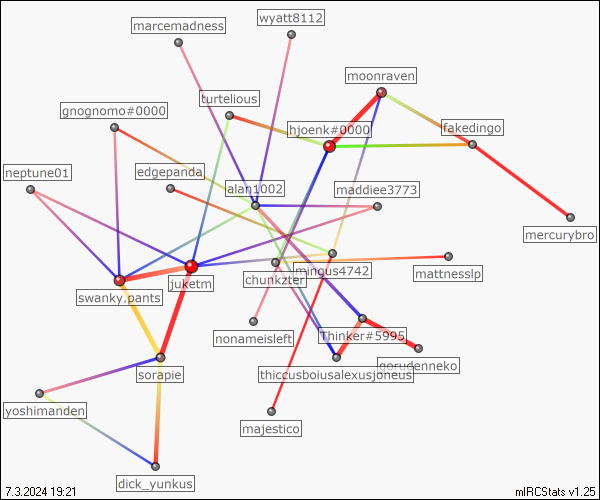 wyatt8112
marcemadness
moonraven
turtelious
gnognomo#0000
hjoenk#0000
fakedingo
neptune01
edgepanda
alan1002
maddiee3773
mercurybro
chunkzter
mingus4742
mattnesslp
swanky.pants
juketm
nonameisleft
Thinker#5995
gorudenneko
sorapie
thiccusboiusalexusjoneus
yoshimanden
majestico
dick_yunkus
7.3.2024 19:21
mIRCStats v1.25